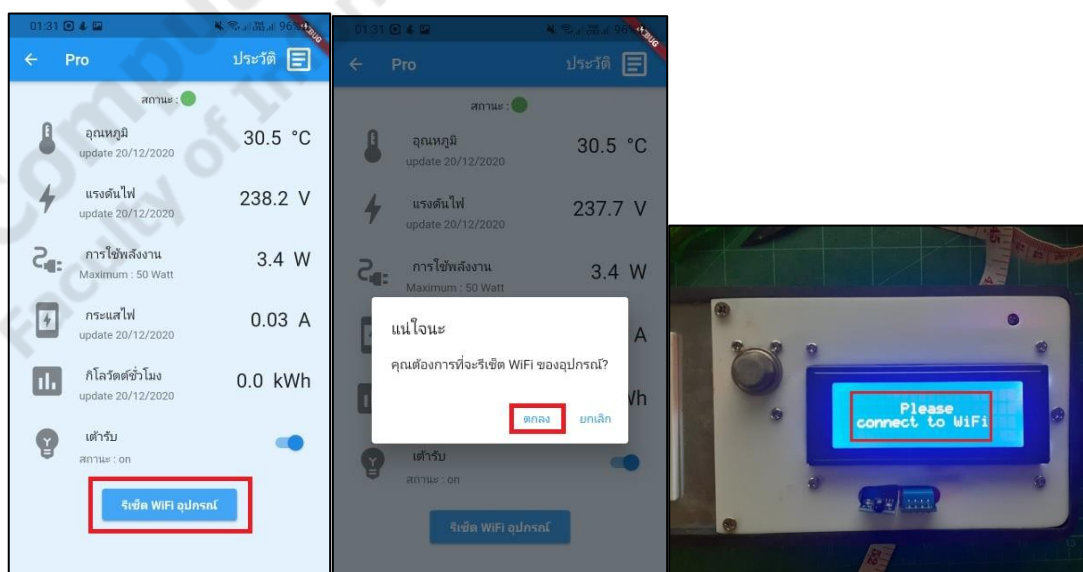 01:31
96%
DEBUG
Pro
ประวัติ
สถานะ :
อุณหภูมิ
30.5 °C
update 20/12/2020
แรงดันไฟ
238.2 V
update 20/12/2020
การใช้พลังงาน
3.4 W
Maximum : 50 Watt
กระแสไฟ
0.03 A
update 20/12/2020
กิโลวัตต์ชั่วโมง
0.0 kWh
update 20/12/2020
เต้ารับ
สถานะ : on
รีเซ็ต WiFi อุปกรณ์
01:31
Pro
ประวัติ
สถานะ :
อุณหภูมิ
30.5 °C
update 20/12/2020
แรงดันไฟ
237.7 V
update 20/12/2020
การใช้พลังงาน
3.4 W
Maximum : 50 Watt
A
แน่ใจนะ
คุณต้องการที่จะรีเซ็ต WiFi ของอุปกรณ์?
ตกลง ยกเลิก
Vh
เต้ารับ
สถานะ : on
รีเซ็ต WiFi อุปกรณ์
Please
connect to WiFi